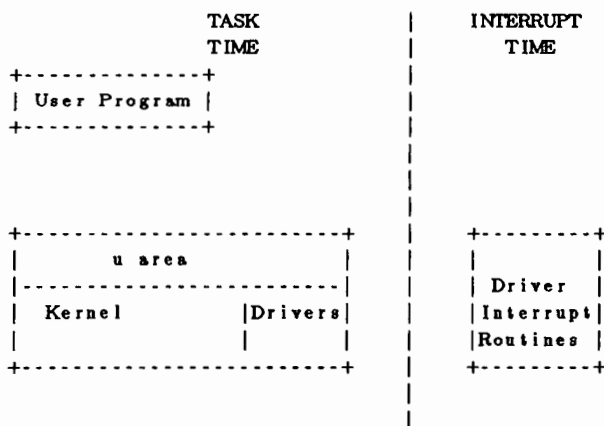 TASK INTERRUPT
TIME TIME
User Program
u area
Driver
Kernel Drivers Interrupt
Routines